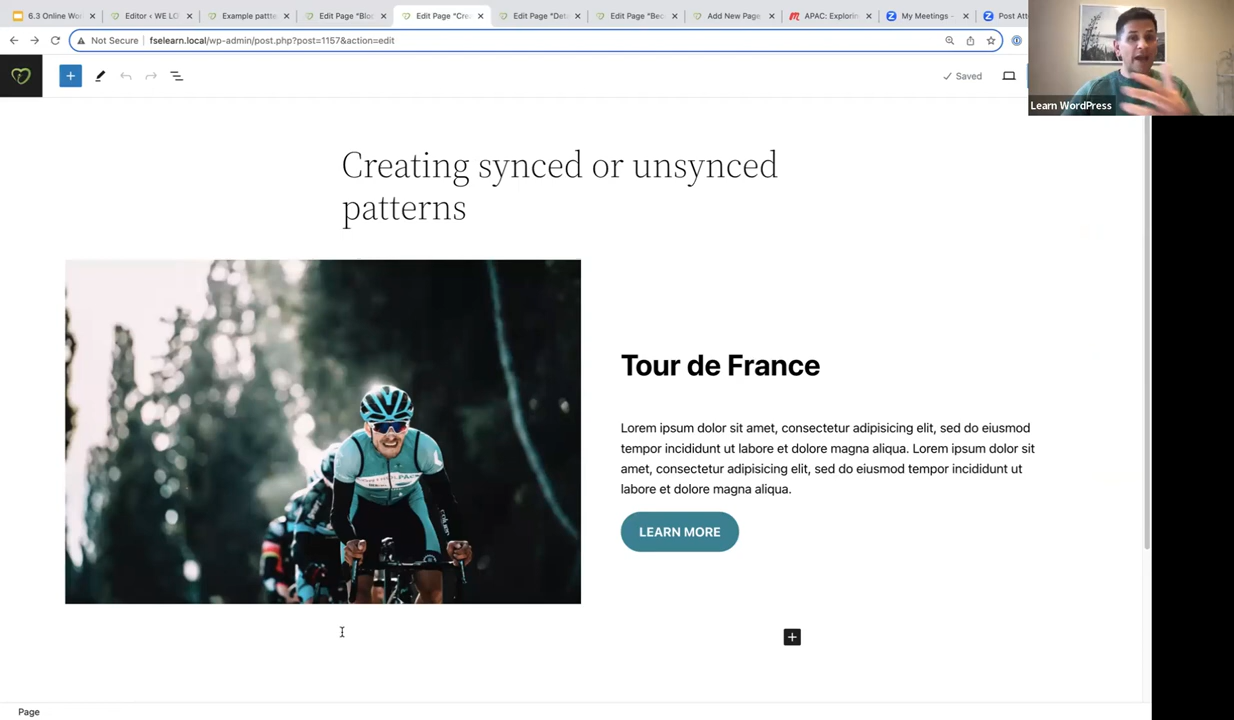 6.3 Online Wor
Editor ‹ WE LO
Example pattte
Edit Page "Bloc
Edit Page "Crea
Edit Page "Deta
Edit Page "Bec
Add New Page
APAC: Explorin
My Meetings -
Post Att
Not Secure
fselearn.local/wp-admin/post.php?post=1157&action=edit
Saved
Learn WordPress
Creating synced or unsynced
patterns
Tour de France
Lorem ipsum dolor sit amet, consectetur adipisicing elit, sed do eiusmod
tempor incididunt ut labore et dolore magna aliqua. Lorem ipsum dolor sit
amet, consectetur adipisicing elit, sed do eiusmod tempor incididunt ut
labore et dolore magna aliqua.
LEARN MORE
Page